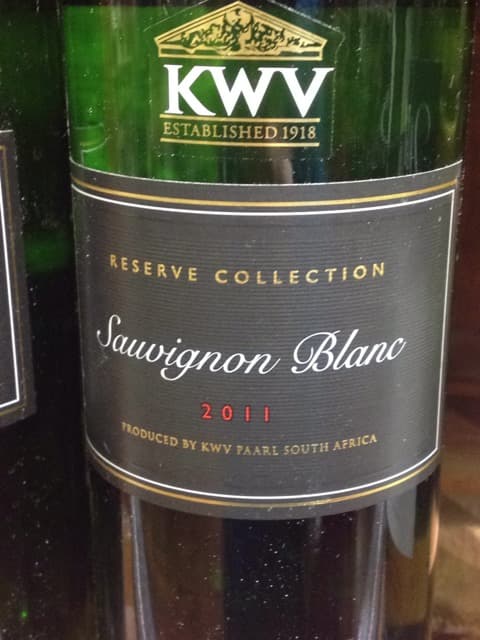 KWV
ESTABLISHED 1918
RESERVE COLLECTION
Sauvignon Blanc
2011
PRODUCED BY KWV PAARL SOUTH AFRICA